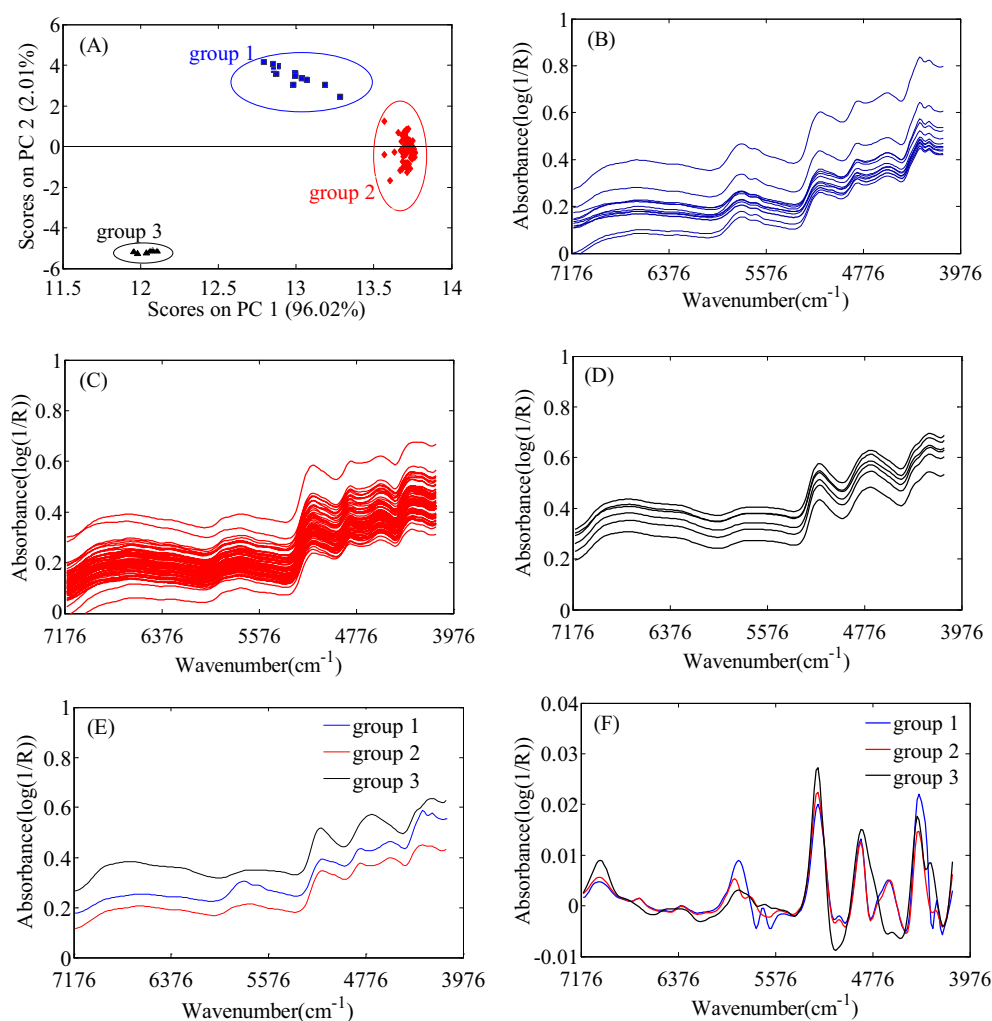 (A)
group 1
group 2
group 3
6
4
2
0
-2
-4
-6
11.5 12 12.5 13 13.5 14
Scores on PC 2 (2.01%)
Scores on PC 1 (96.02%)
(B)
1
0.8
0.6
0.4
0.2
0
7176 6376 5576 4776 3976
Absorbance(log(1/R))
Wavenumber(cm⁻¹)
(C)
1
0.8
0.6
0.4
0.2
0
7176 6376 5576 4776 3976
Absorbance(log(1/R))
Wavenumber(cm⁻¹)
(D)
1
0.8
0.6
0.4
0.2
0
7176 6376 5576 4776 3976
Absorbance(log(1/R))
Wavenumber(cm⁻¹)
(E)
group 1
group 2
group 3
1
0.8
0.6
0.4
0.2
0
7176 6376 5576 4776 3976
Absorbance(log(1/R))
Wavenumber(cm⁻¹)
(F)
group 1
group 2
group 3
0.04
0.03
0.02
0.01
0
-0.01
7176 6376 5576 4776 3976
Absorbance(log(1/R))
Wavenumber(cm⁻¹)